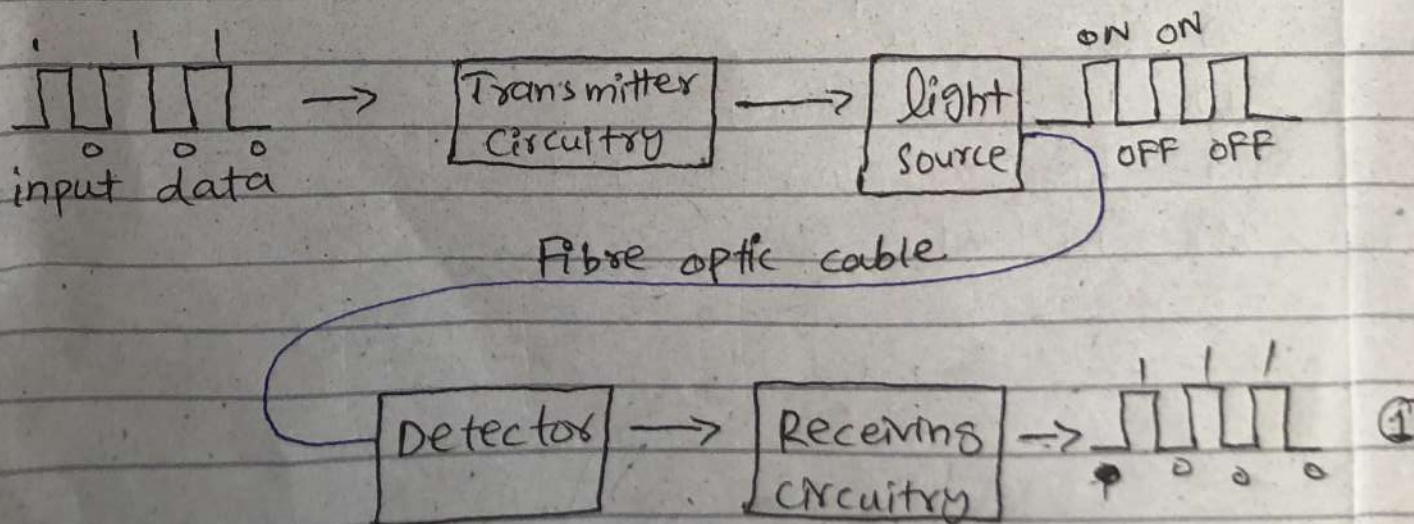 1 1 1
0 0 0
input data
Transmitter
Circuitry
light
source
ON ON
OFF OFF
Fibre optic cable
Detector
Receiving
circuitry
1 1 1
0 0 0
①